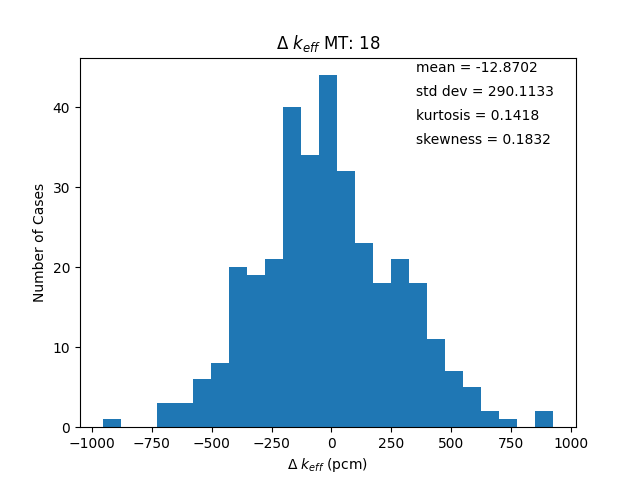 Δ k_eff MT: 18
mean = -12.8702
std dev = 290.1133
kurtosis = 0.1418
skewness = 0.1832
Number of Cases
40
30
20
10
0
−1000 −750 −500 −250 0 250 500 750 1000
Δ k_eff (pcm)